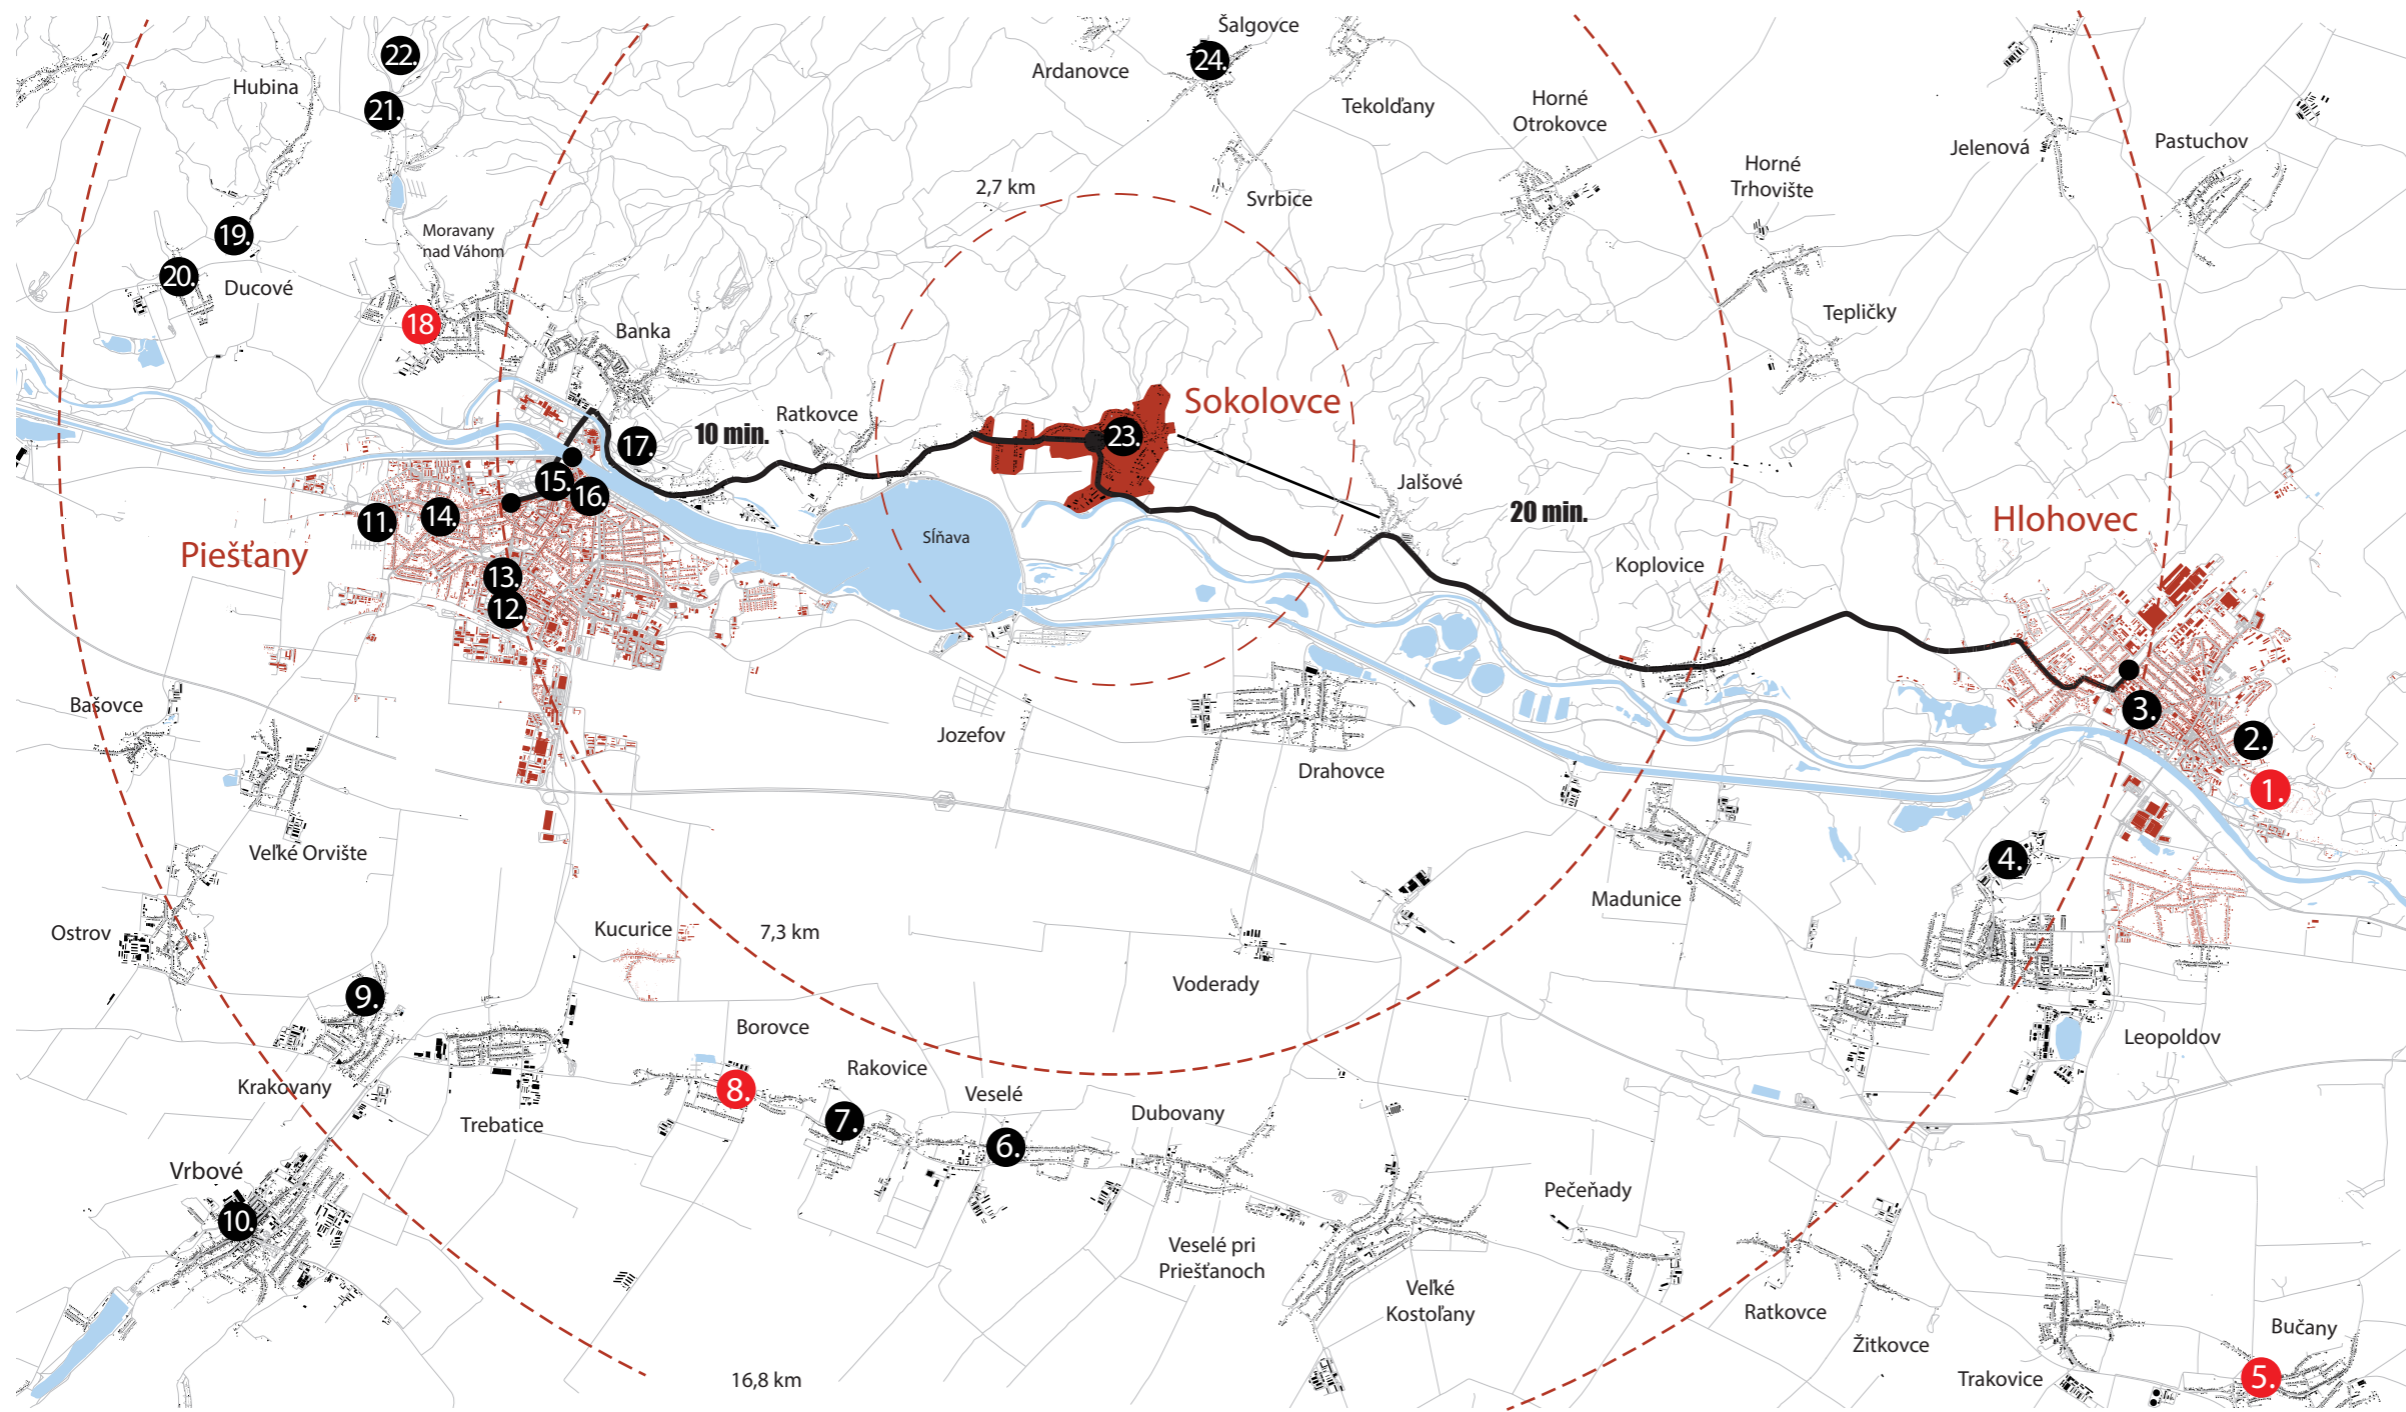 22.
Šalgovce
24.
Hubina
Ardanovce
21.
Tekolďany
Horné
Otrokovce
Jelenová
Pastuchov
Horné
Trhovište
2,7 km
Svrbice
19.
Moravany
nad Váhom
20.
Ducové
18
Banka
Tepličky
Sokolovce
Ratkovce
10 min.
23.
17.
15.
16.
Jalšové
20 min.
11.
14.
Hlohovec
Piešťany
Sĺňava
Koplovice
13.
12.
Bašovce
3.
Jozefov
2.
Drahovce
1.
Veľké Orvište
4.
Madunice
Ostrov
Kucurice
7,3 km
Voderady
9.
Borovce
Leopoldov
Krakovany
8.
Rakovice
Veselé
Trebatice
7.
Dubovany
6.
Vrbové
Pečeňady
10.
Veselé pri
Priešťanoch
Veľké
Kostoľany
Ratkovce
Žitkovce
Bučany
16,8 km
Trakovice
5.